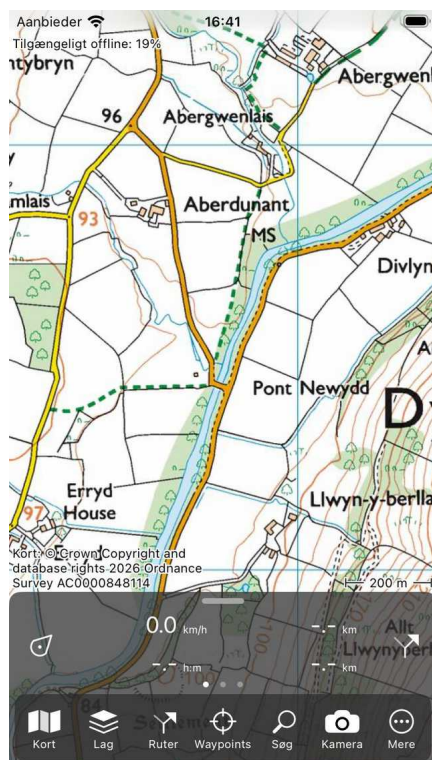 Aanbieder 16:41
Tilgængeligt offline: 19%
ntybryn
Abergwenl
96
Abergwenlais
mlais
Aberdunant
93
MS
Divlyn
Pont Newydd
D
Erryd
House
Llwyn-y-berlla
97
Kort: © Crown Copyright and
database rights 2026 Ordnance
Survey AC0000848114
200 m
0.0 km/h
-.- km
Allt
Llwynyberl
-.- h:m
-.- km
100
84
Kort
Lag
Ruter
Waypoints
Søg
Kamera
Mere